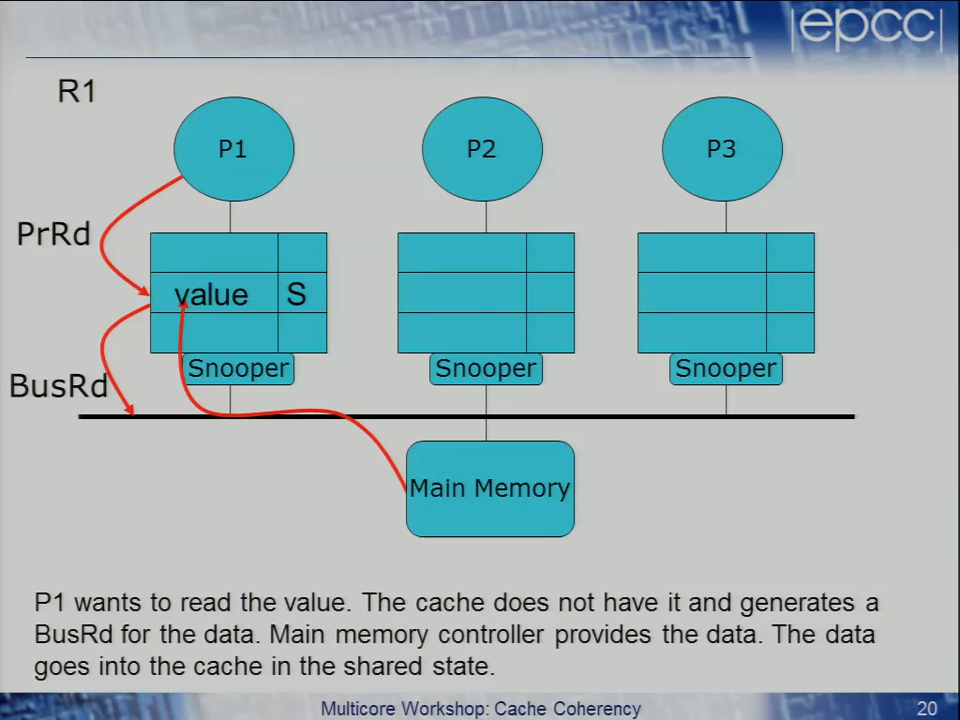 |epcc|
R1
P1
P2
P3
PrRd
value S
Snooper
Snooper
Snooper
BusRd
Main Memory
P1 wants to read the value. The cache does not have it and generates a
BusRd for the data. Main memory controller provides the data. The data
goes into the cache in the shared state.
Multicore Workshop: Cache Coherency
20